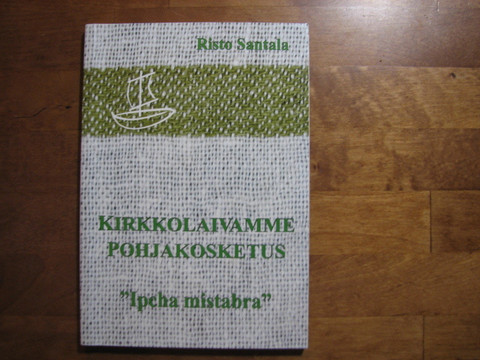 Risto Santala
KIRKKOLAIVAMME
POHJAKOSKETUS
”Ipcha mistabra”